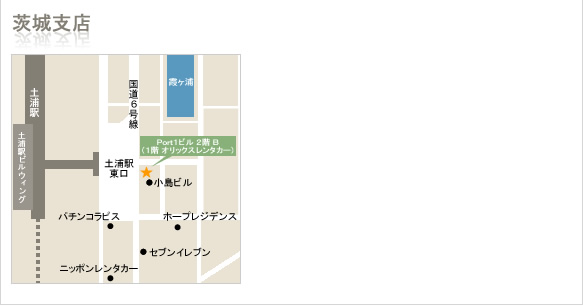 茨城支店
霞ヶ浦
国道6号線
土浦駅
土浦駅ビルウィング
Port1ビル 2階 B
(1階 オリックスレンタカー)
土浦駅
東口
小島ビル
パチンコラピス
ホープレジデンス
セブンイレブン
ニッポンレンタカー